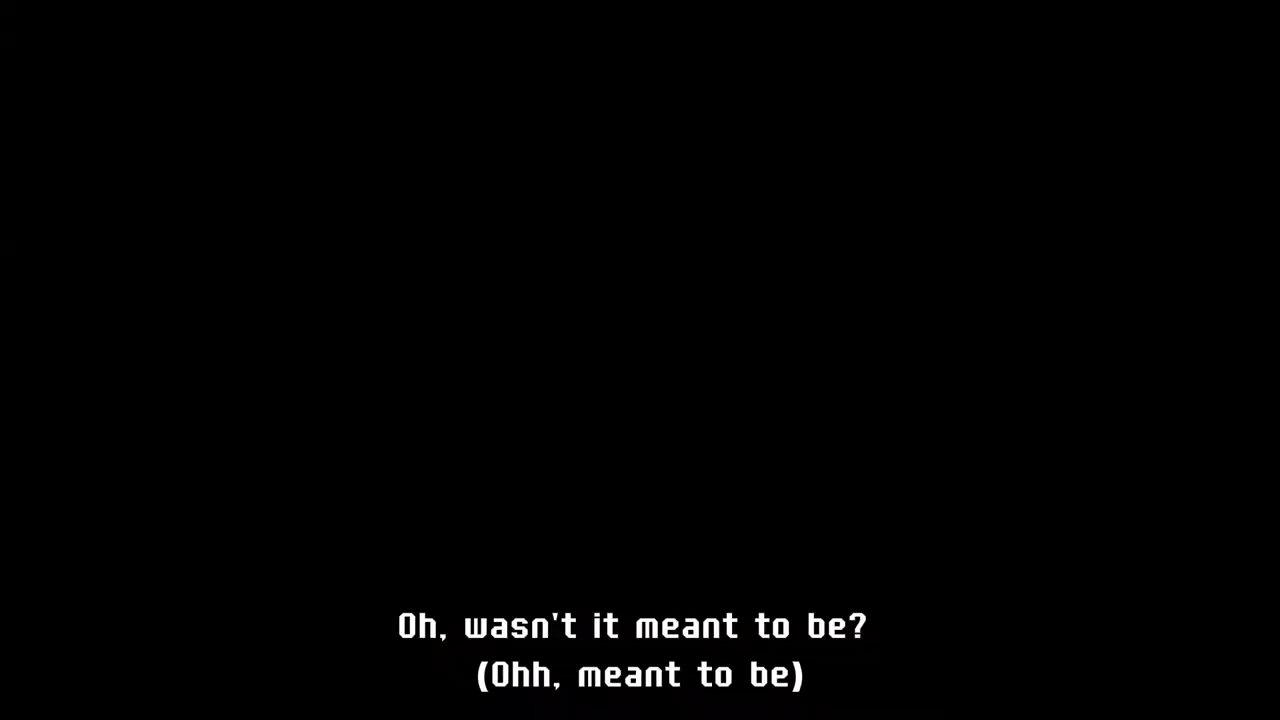 Oh, wasn't it meant to be?
(Ohh, meant to be)